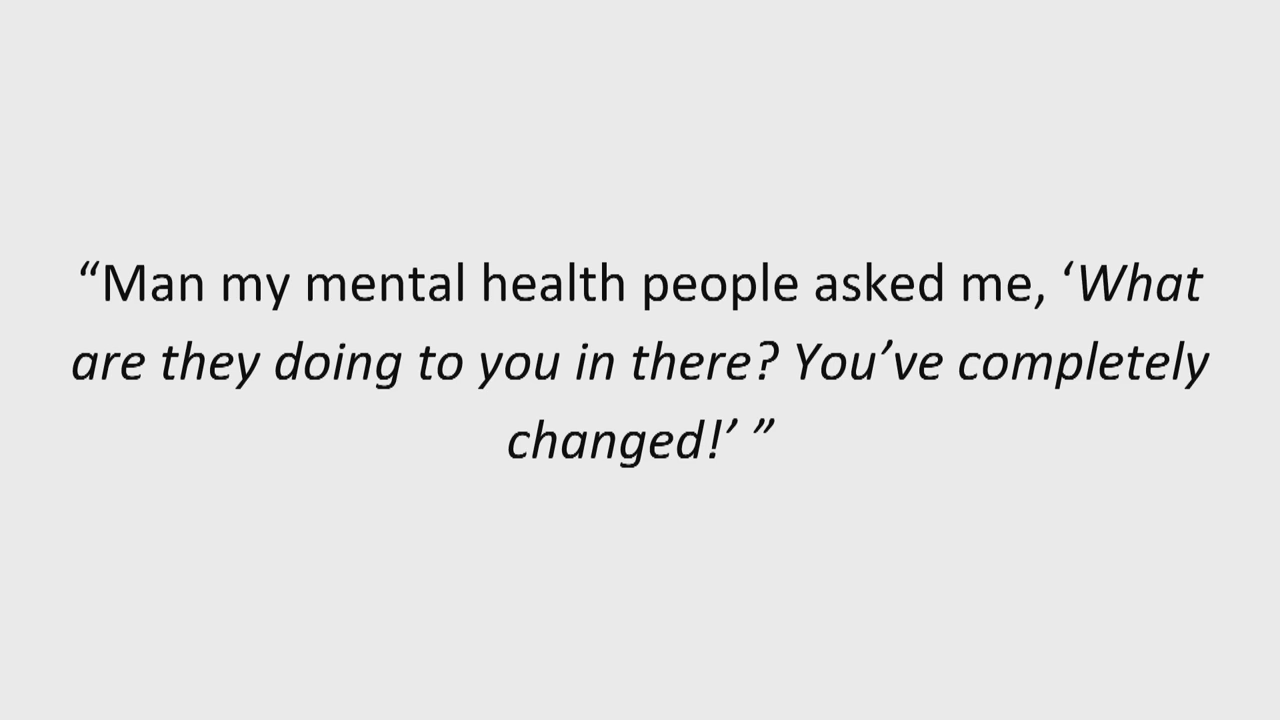 “Man my mental health people asked me, ‘What
are they doing to you in there? You’ve completely
changed!’ ”